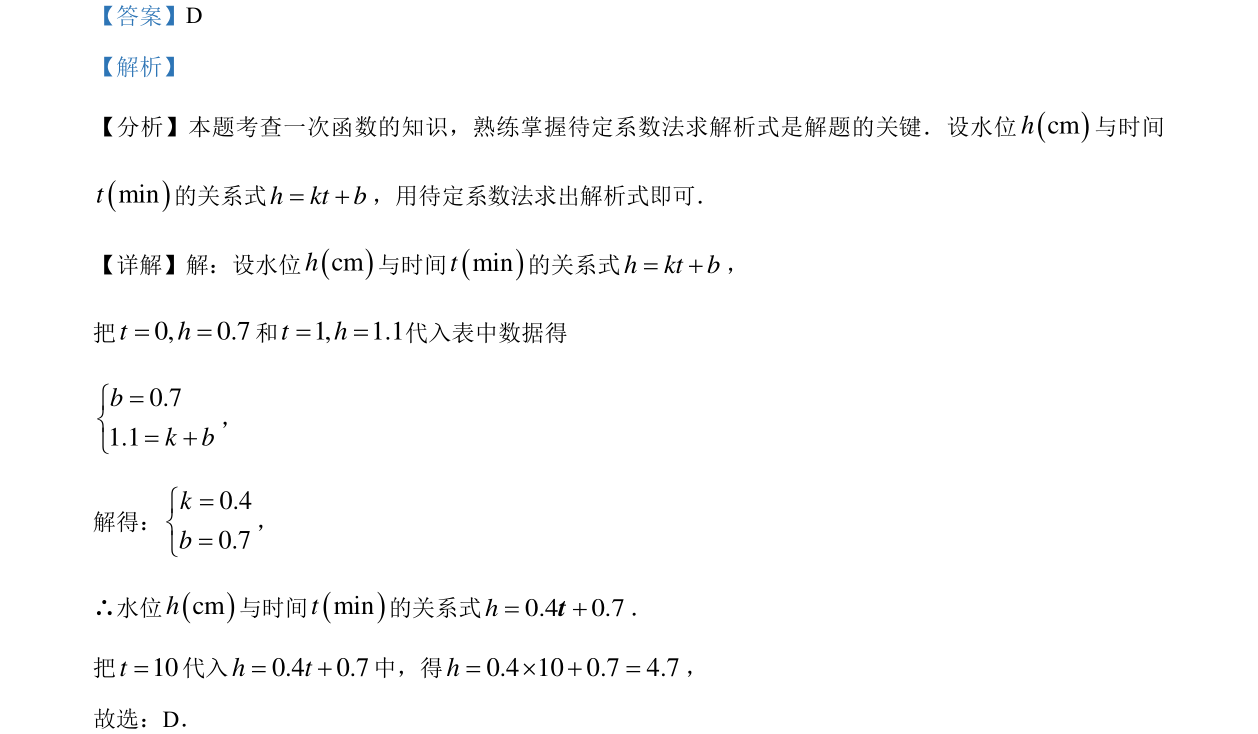 【答案】D
【解析】
【分析】本题考查一次函数的知识，熟练掌握待定系数法求解析式是解题的关键．设水位h(cm)与时间
t(min)的关系式h=kt+b，用待定系数法求出解析式即可．
【详解】解：设水位h(cm)与时间t(min)的关系式h=kt+b，
把t=0,h=0.7和t=1,h=1.1代入表中数据得
{b=0.7
1.1=k+b，
解得：{k=0.4
b=0.7，
∴水位h(cm)与时间t(min)的关系式h=0.4t+0.7．
把t=10代入h=0.4t+0.7中，得h=0.4×10+0.7=4.7，
故选：D．